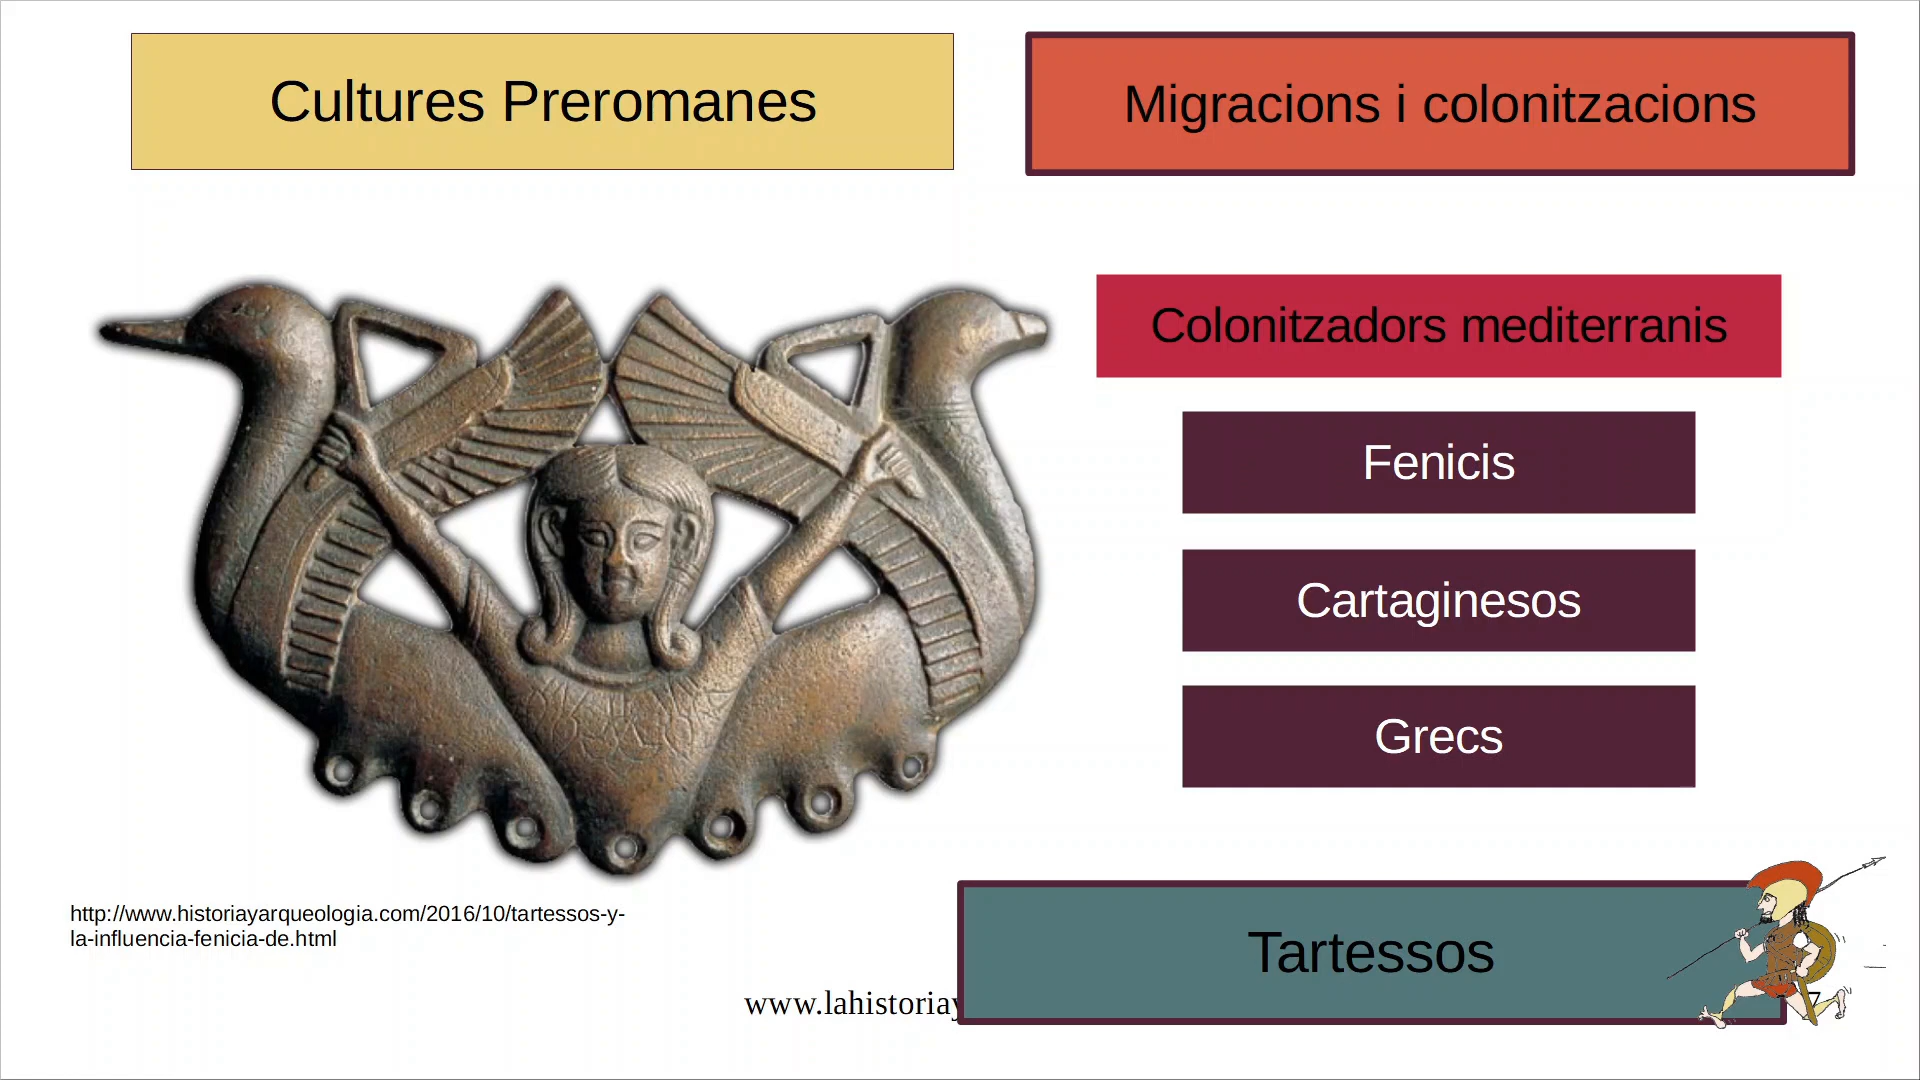 Cultures Preromanes
Migracions i colonitzacions
Colonitzadors mediterranis
Fenicis
Cartaginesos
Grecs
http://www.historiayarqueologia.com/2016/10/tartessos-y-
la-influencia-fenicia-de.html
Tartessos
www.lahistoriay
7